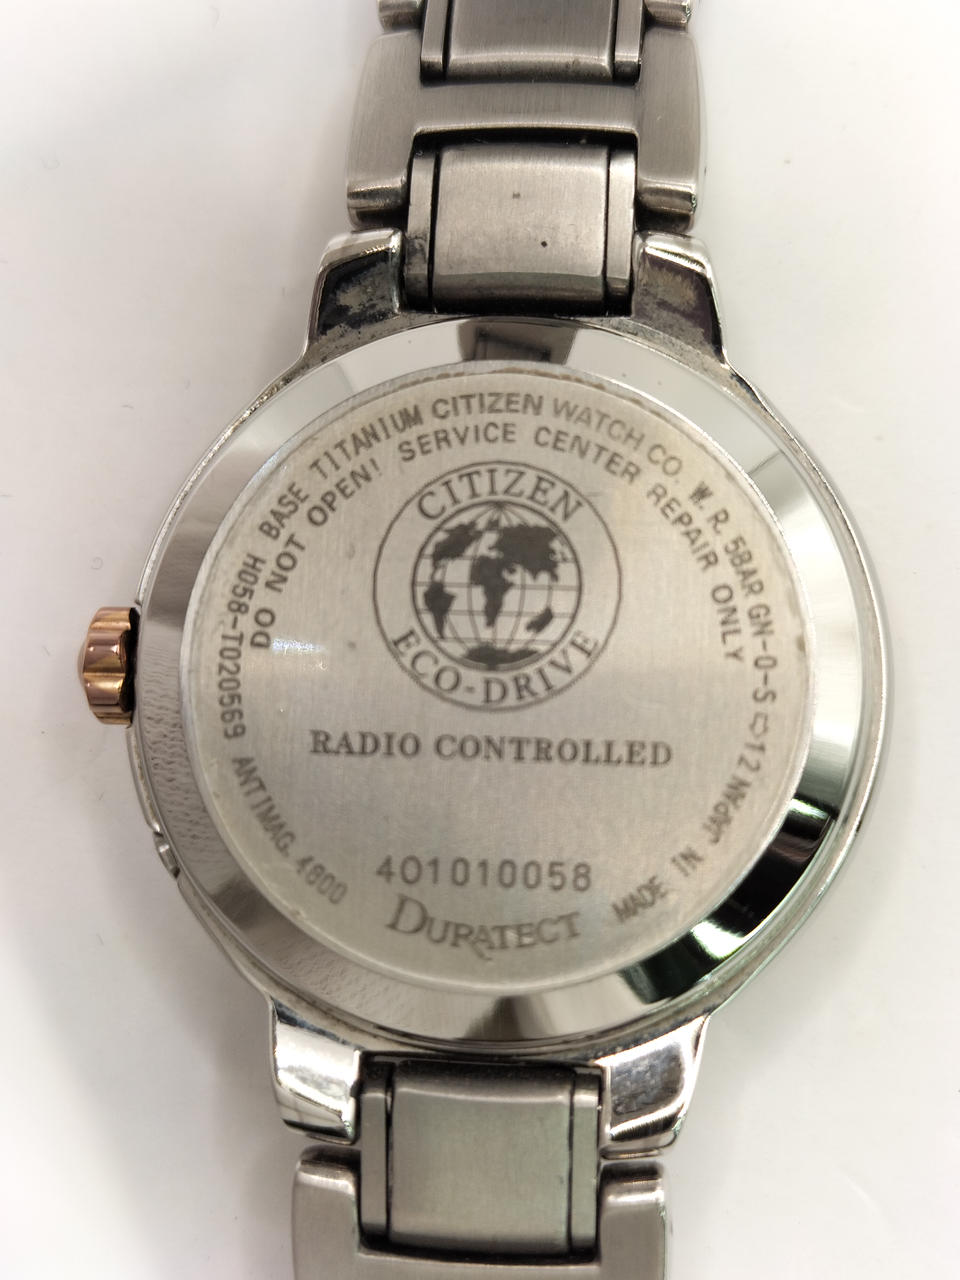 H058-T020569 H BASE TITANIUM CITIZEN WATCH CO. W.R.5BAR GN-0-S⇨12
DO NOT OPEN! SERVICE CENTER REPAIR ONLY
CITIZEN
ECO-DRIVE
RADIO CONTROLLED
401010058
DURATECT
ANTIMAG.4800
MADE IN JAPAN